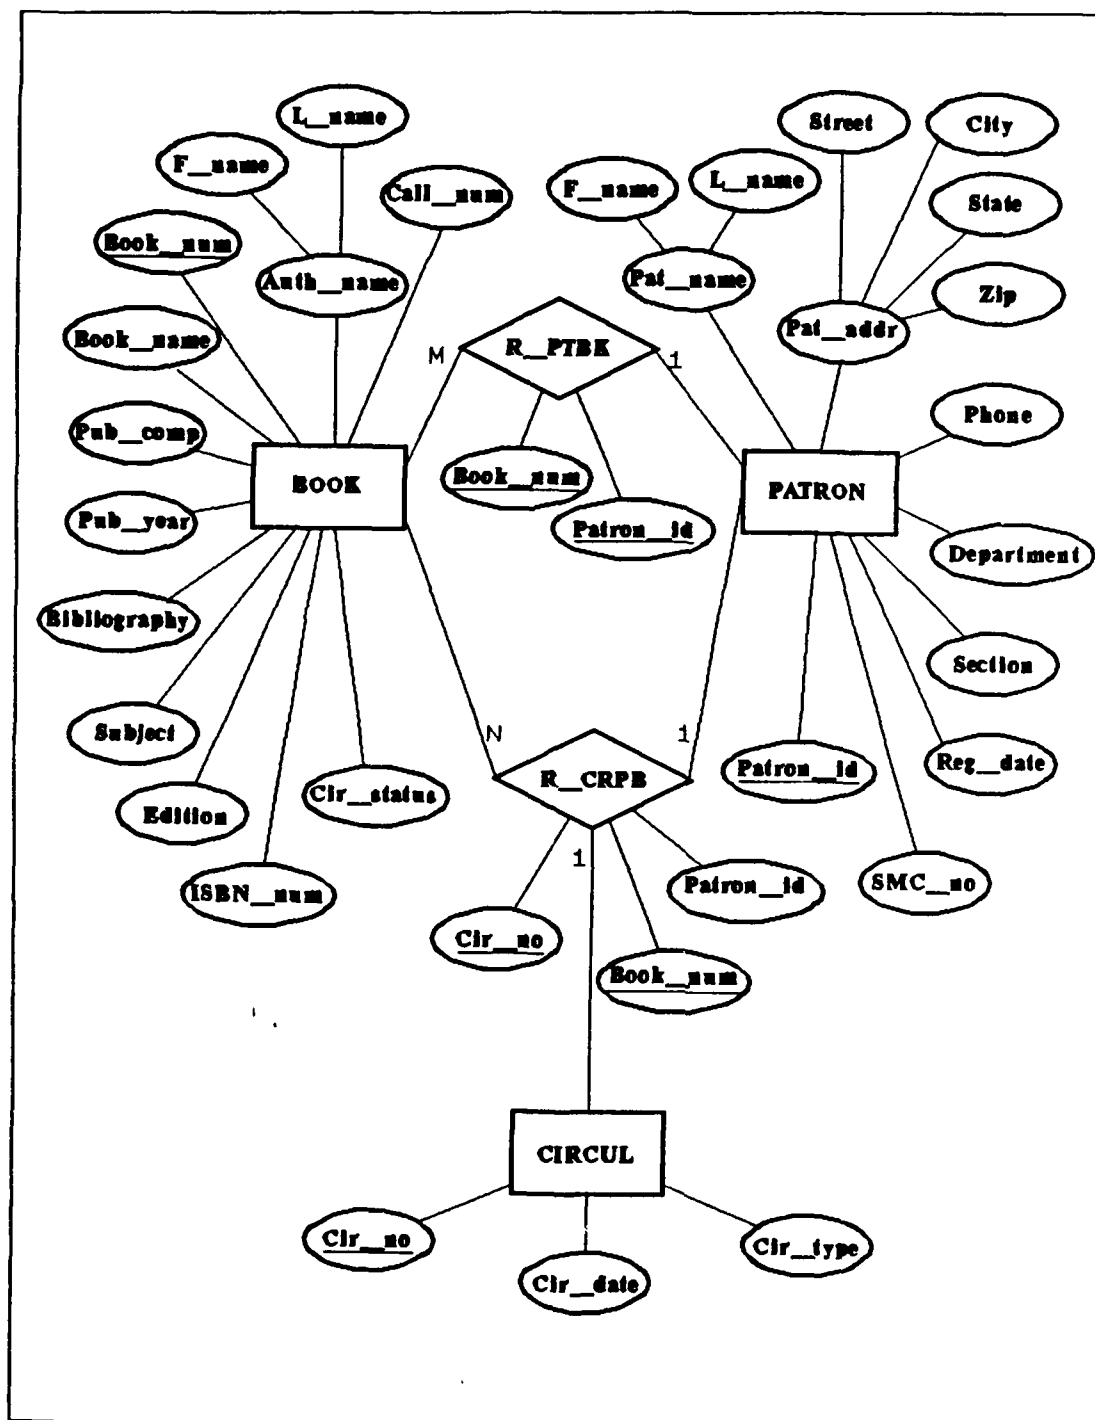 L__name
Street
City
F__name
Call__num
F__name
L__name
State
Book__num
Auth__name
Pat__name
Zip
Book__name
M
R__PTBK
1
Pat__addr
Pub__comp
Phone
BOOK
Book__num
PATRON
Pub__year
Patron__id
Department
Bibliography
Section
Subject
N
1
Cir__status
R__CRPB
Patron__id
Reg__date
Edition
1
ISBN__num
Patron__id
SMC__no
Cir__no
Book__num
CIRCUL
Cir__no
Cir__date
Cir__type